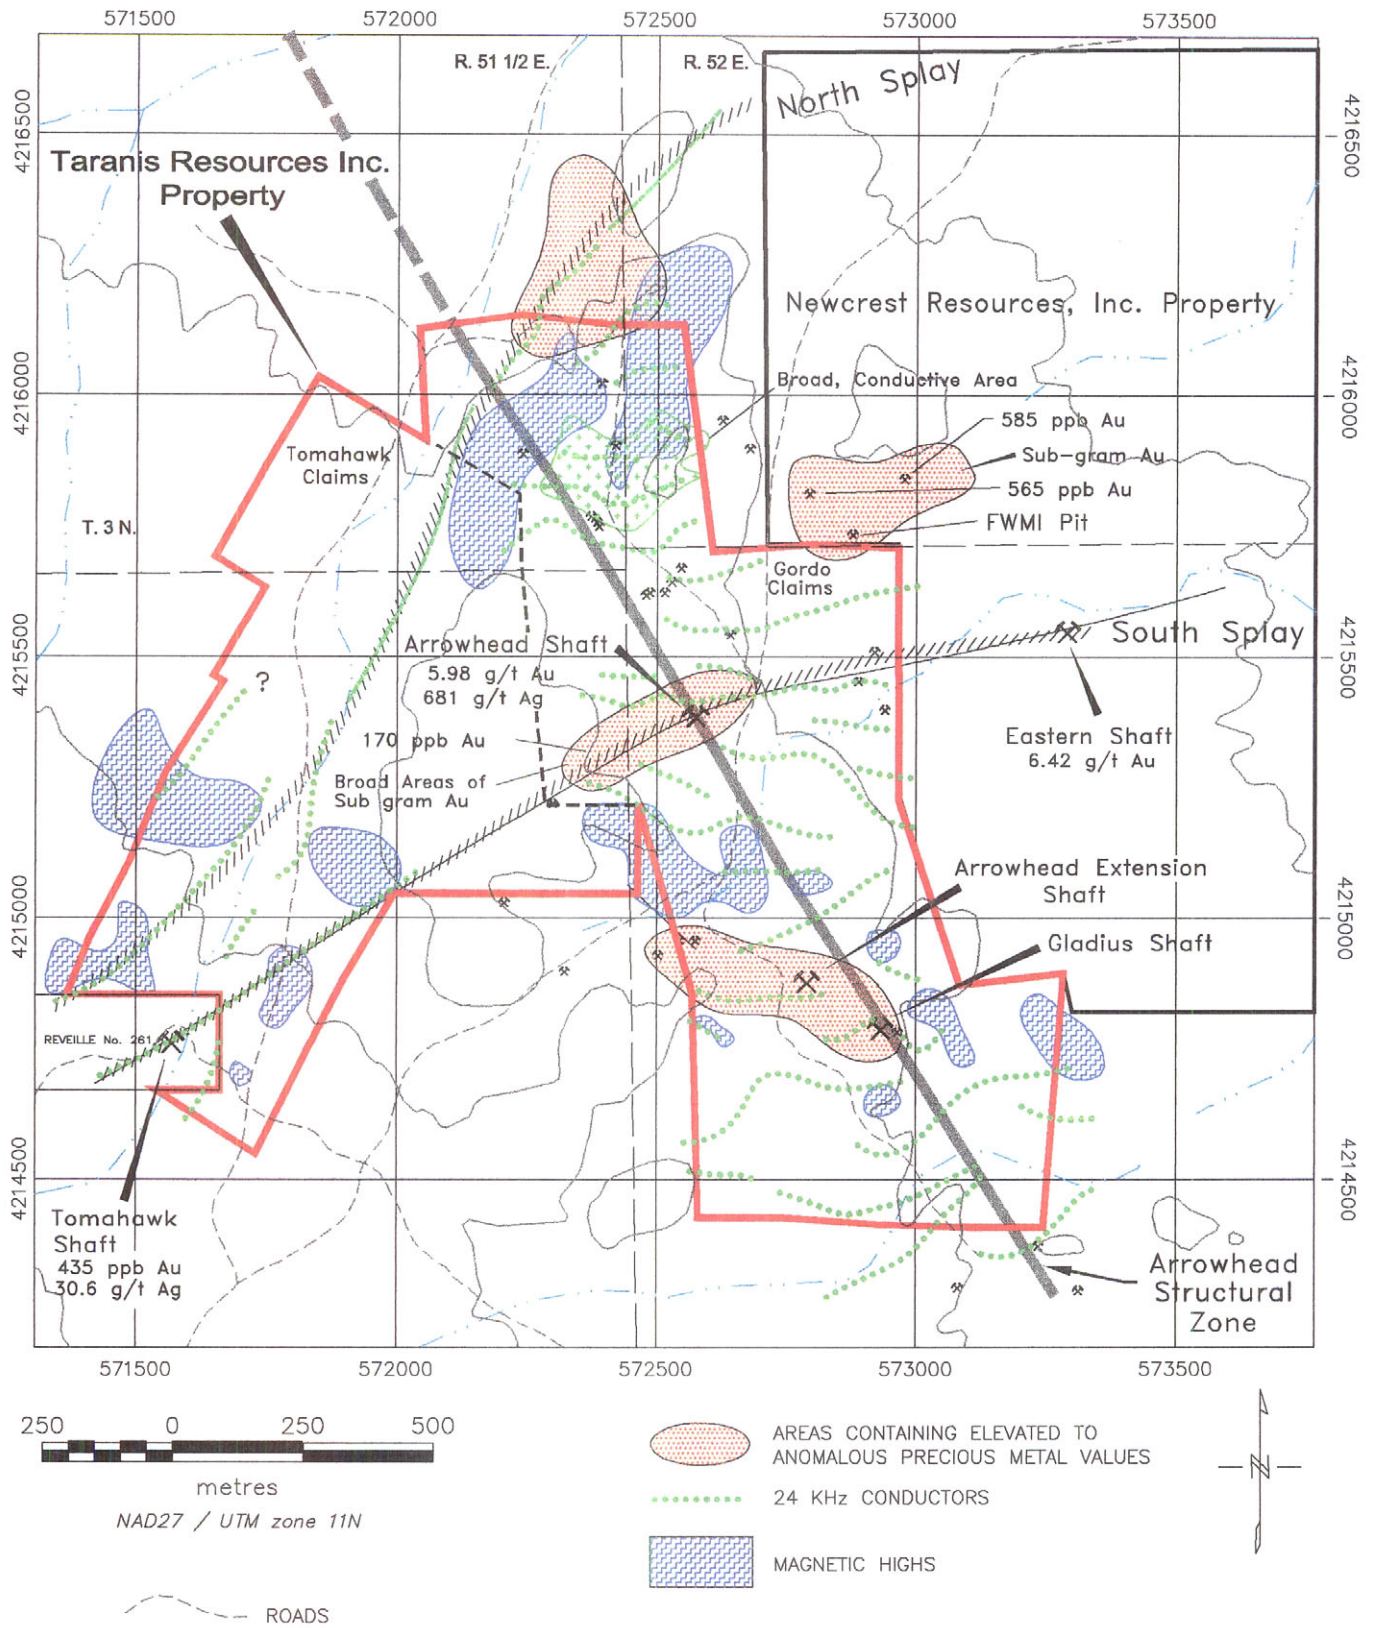 571500
572000
572500
573000
573500
R. 51 1/2 E.
R. 52 E.
North Splay
4216500
4216500
Taranis Resources Inc.
Property
Newcrest Resources, Inc. Property
4216000
4216000
Broad, Conductive Area
585 ppb Au
Tomahawk
Claims
Sub-gram Au
565 ppb Au
FWMI Pit
T. 3 N.
Gordo
Claims
Arrowhead Shaft
5.98 g/t Au
681 g/t Ag
South Splay
4215500
4215500
?
170 ppb Au
Eastern Shaft
6.42 g/t Au
Broad Areas of
Sub gram Au
Arrowhead Extension
Shaft
4215000
4215000
Gladius Shaft
REVEILLE No. 261
4214500
4214500
Tomahawk
Shaft
435 ppb Au
30.6 g/t Ag
Arrowhead
Structural
Zone
571500
572000
572500
573000
573500
250
0
250
500
metres
NAD27 / UTM zone 11N
ROADS
AREAS CONTAINING ELEVATED TO
ANOMALOUS PRECIOUS METAL VALUES
24 KHz CONDUCTORS
MAGNETIC HIGHS
N